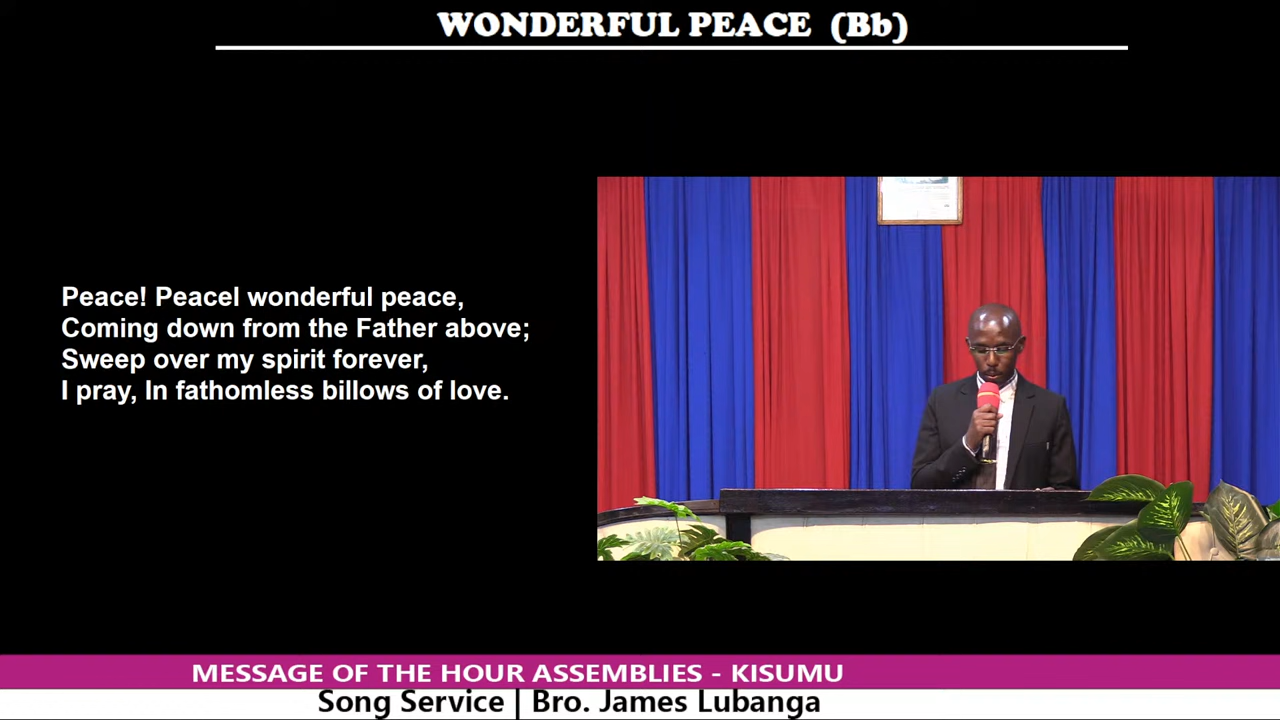 WONDERFUL PEACE (Bb)
Peace! Peacel wonderful peace,
Coming down from the Father above;
Sweep over my spirit forever,
I pray, In fathomless billows of love.
MESSAGE OF THE HOUR ASSEMBLIES - KISUMU
Song Service | Bro. James Lubanga